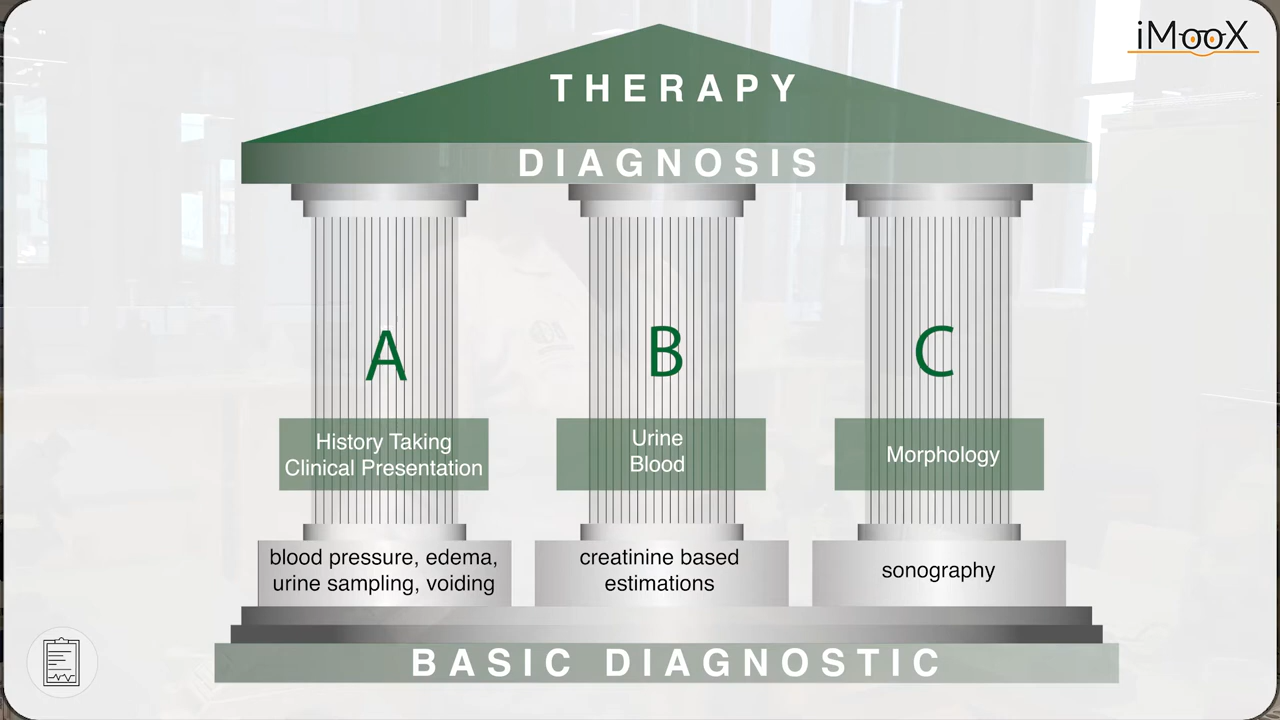 iMooX
THERAPY
DIAGNOSIS
A
B
C
History Taking
Clinical Presentation
Urine
Blood
Morphology
blood pressure, edema,
urine sampling, voiding
creatinine based
estimations
sonography
BASIC DIAGNOSTIC